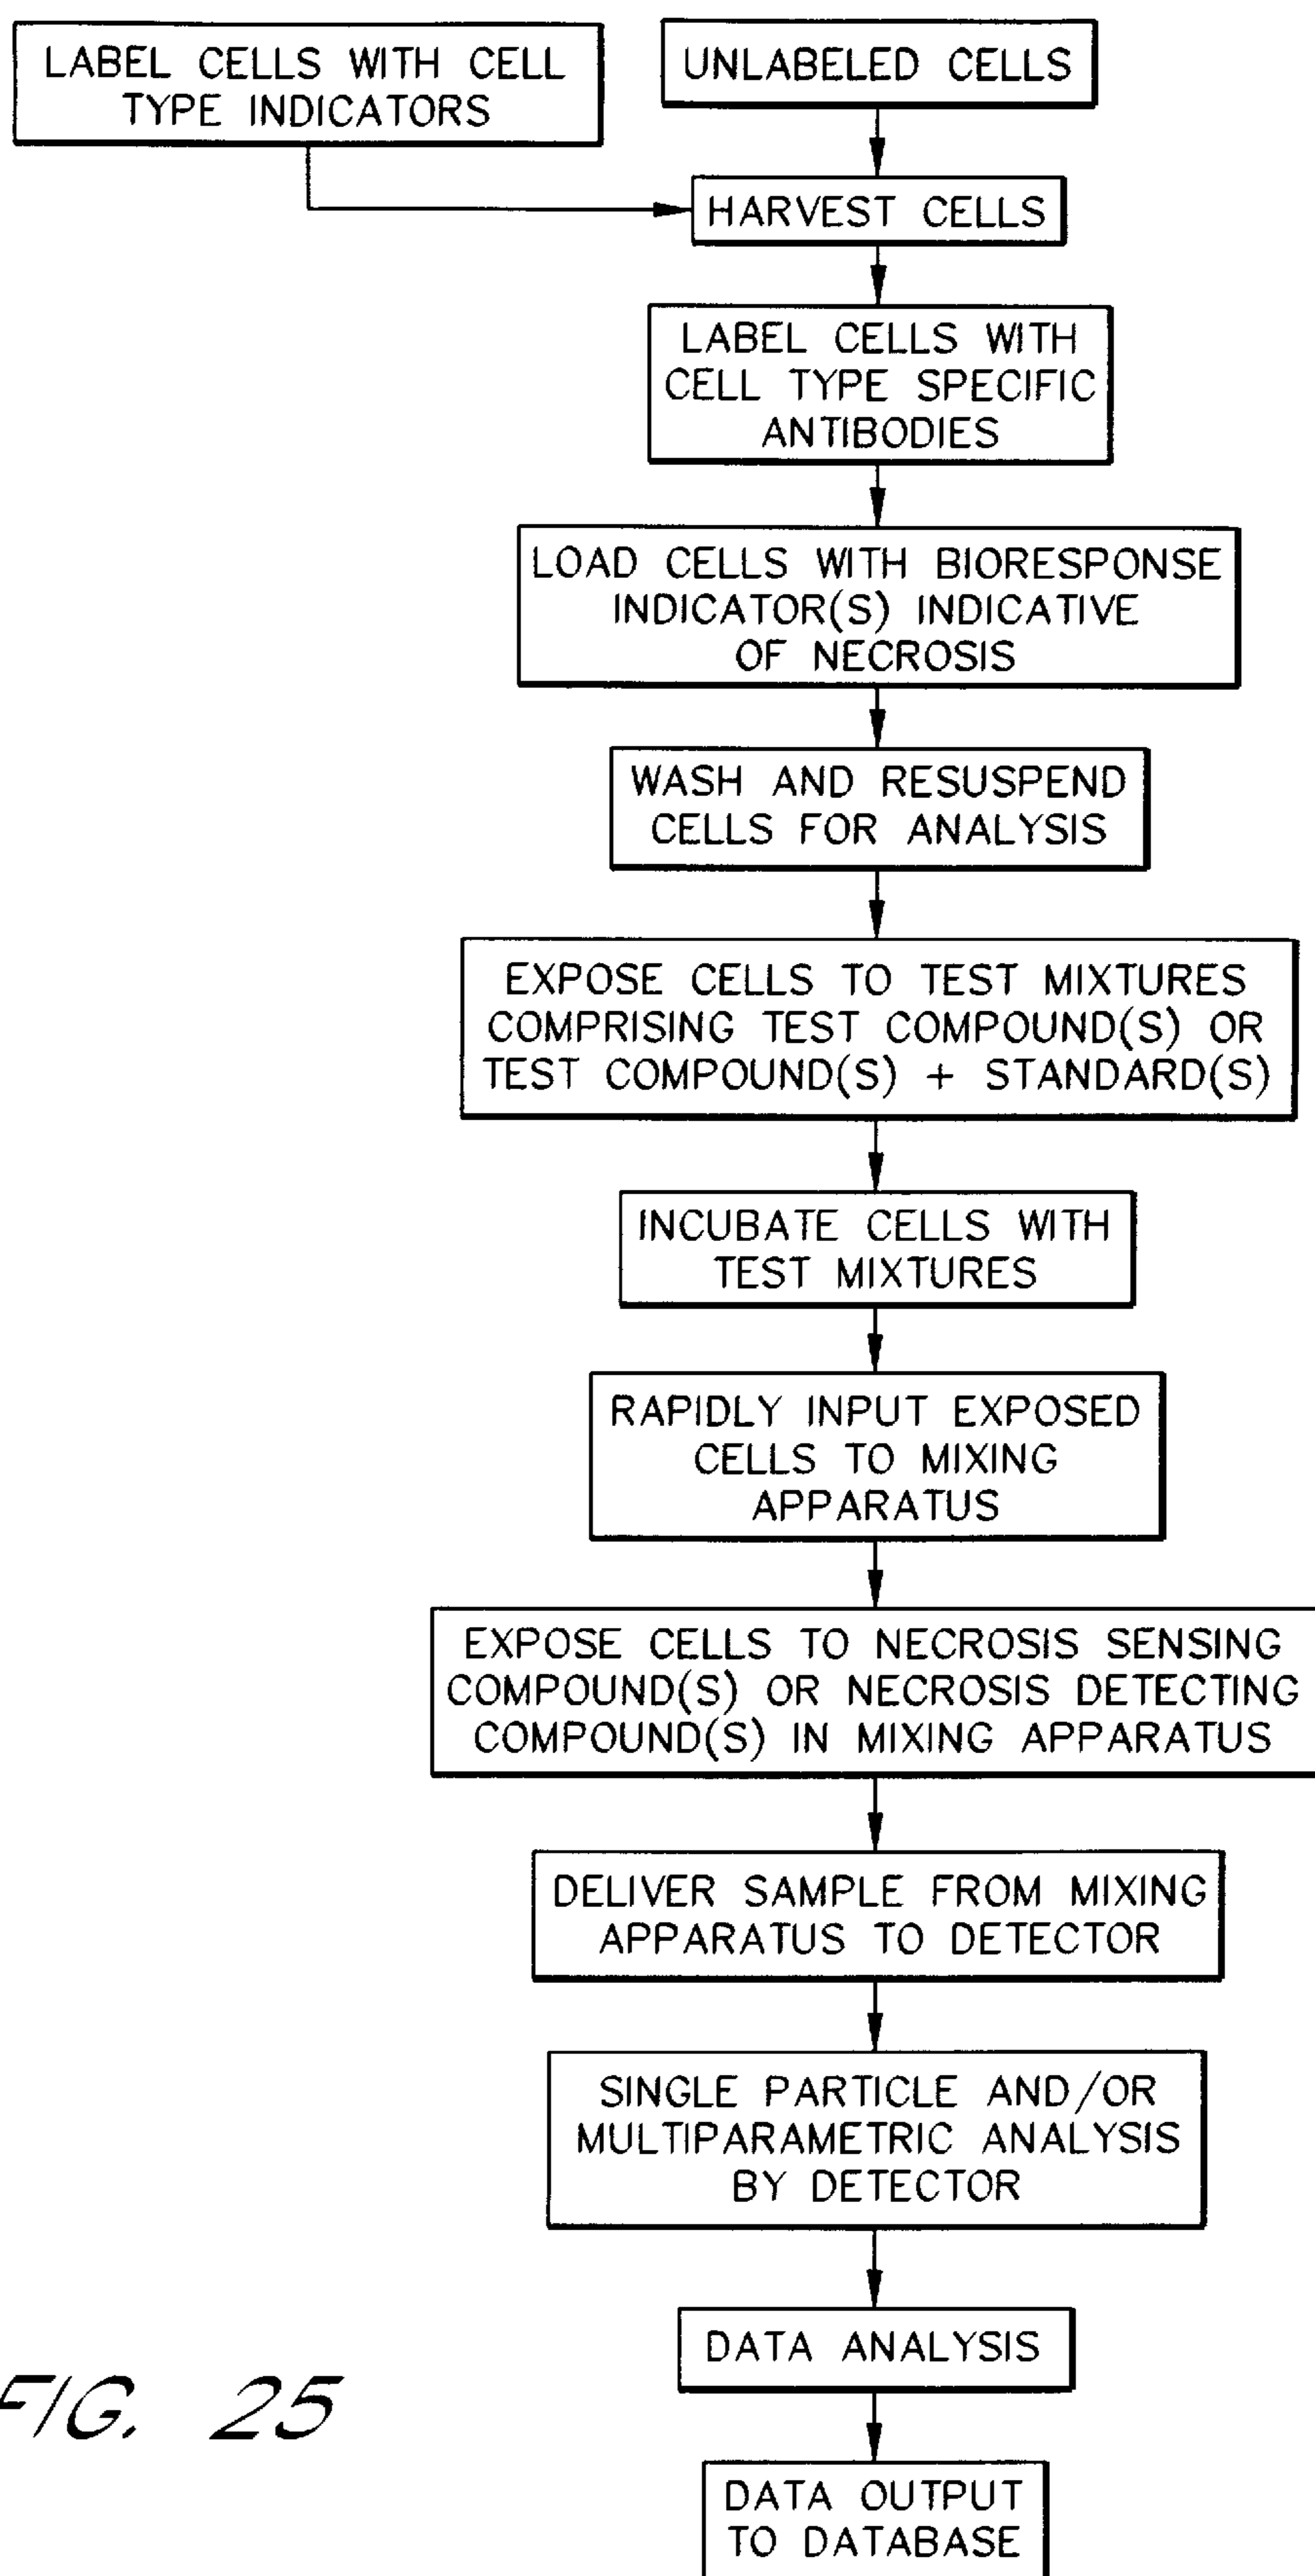 LABEL CELLS WITH CELL
TYPE INDICATORS
UNLABELED CELLS
HARVEST CELLS
LABEL CELLS WITH
CELL TYPE SPECIFIC
ANTIBODIES
LOAD CELLS WITH BIORESPONSE
INDICATOR(S) INDICATIVE
OF NECROSIS
WASH AND RESUSPEND
CELLS FOR ANALYSIS
EXPOSE CELLS TO TEST MIXTURES
COMPRISING TEST COMPOUND(S) OR
TEST COMPOUND(S) + STANDARD(S)
INCUBATE CELLS WITH
TEST MIXTURES
RAPIDLY INPUT EXPOSED
CELLS TO MIXING
APPARATUS
EXPOSE CELLS TO NECROSIS SENSING
COMPOUND(S) OR NECROSIS DETECTING
COMPOUND(S) IN MIXING APPARATUS
DELIVER SAMPLE FROM MIXING
APPARATUS TO DETECTOR
SINGLE PARTICLE AND/OR
MULTIPARAMETRIC ANALYSIS
BY DETECTOR
DATA ANALYSIS
DATA OUTPUT
TO DATABASE
FIG. 25